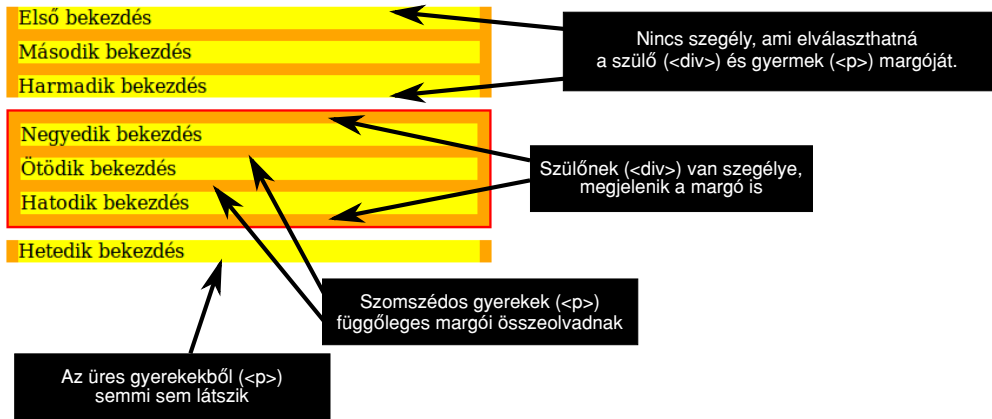 Első bekezdés
Második bekezdés
Harmadik bekezdés
Nincs szegély, ami elválaszthatná
a szülő (<div>) és gyermek (<p>) margóját.
Negyedik bekezdés
Ötödik bekezdés
Hatodik bekezdés
Szülőnek (<div>) van szegélye,
megjelenik a margó is
Hetedik bekezdés
Szomszédos gyerekek (<p>)
függőleges margói összeolvadnak
Az üres gyerekekből (<p>)
semmi sem látszik